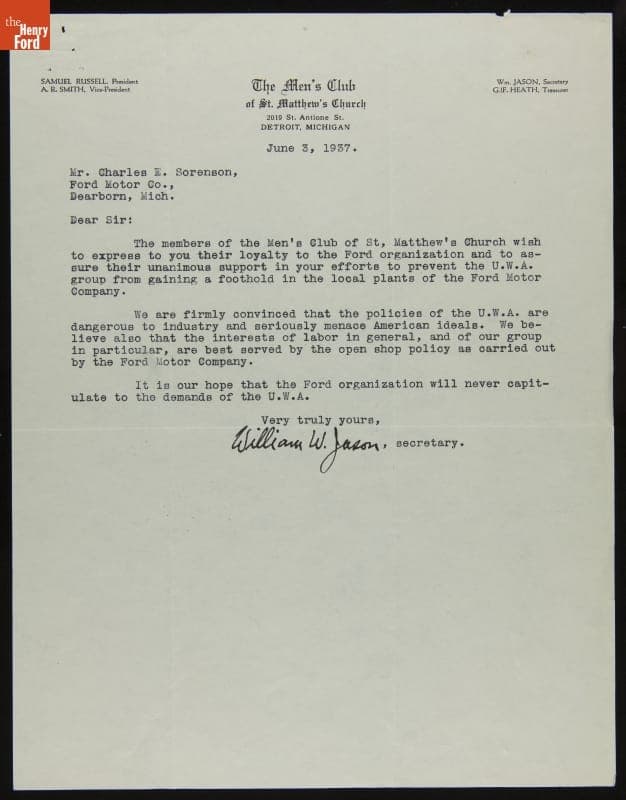 the
Henry
Ford
SAMUEL RUSSELL, President
A. B. SMITH, Vice-President
The Men's Club
of St. Matthew's Church
2019 St. Antione St.
DETROIT, MICHIGAN
Wm. JASON, Secretary
G.F. HEATH, Treasurer
June 3, 1937.
Mr. Charles E. Sorenson,
Ford Motor Co.,
Dearborn, Mich.
Dear Sir:
The members of the Men's Club of St, Matthew's Church wish
to express to you their loyalty to the Ford organization and to as-
sure their unanimous support in your efforts to prevent the U.W.A.
group from gaining a foothold in the local plants of the Ford Motor
Company.
We are firmly convinced that the policies of the U.W.A. are
dangerous to industry and seriously menace American ideals. We be-
lieve also that the interests of labor in general, and of our group
in particular, are best served by the open shop policy as carried out
by the Ford Motor Company.
It is our hope that the Ford organization will never capit-
ulate to the demands of the U.W.A.
Very truly yours,
William W. Jason. secretary.